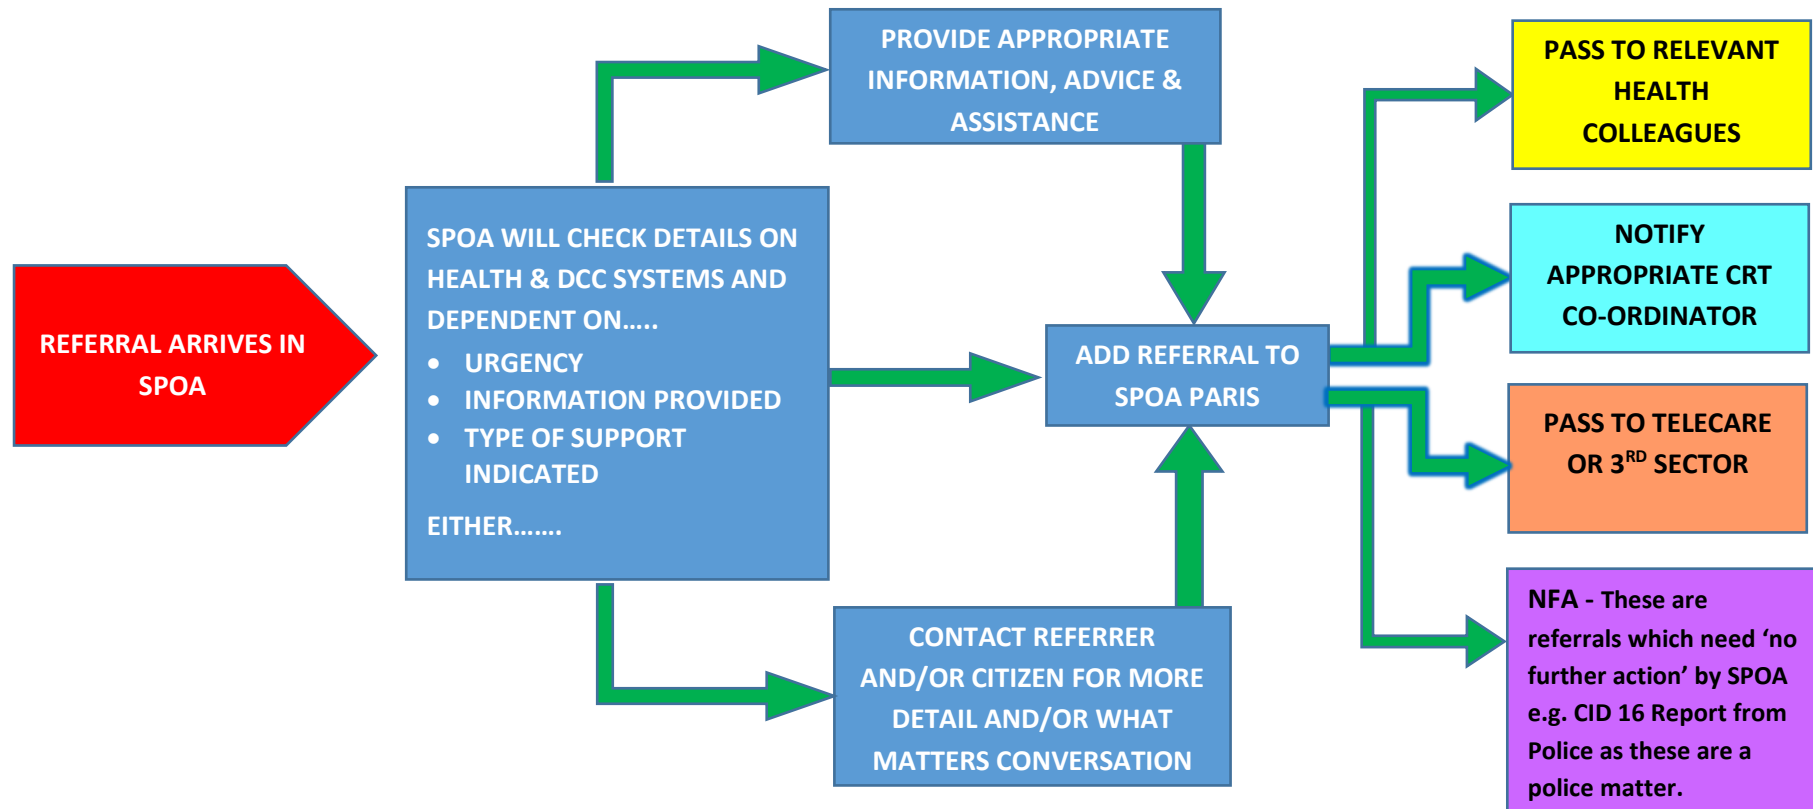 REFERRAL ARRIVES IN
SPOA
SPOA WILL CHECK DETAILS ON
HEALTH & DCC SYSTEMS AND
DEPENDENT ON.....
• URGENCY
• INFORMATION PROVIDED
• TYPE OF SUPPORT
INDICATED
EITHER.......
PROVIDE APPROPRIATE
INFORMATION, ADVICE &
ASSISTANCE
CONTACT REFERRER
AND/OR CITIZEN FOR MORE
DETAIL AND/OR WHAT
MATTERS CONVERSATION
ADD REFERRAL TO
SPOA PARIS
PASS TO RELEVANT
HEALTH
COLLEAGUES
NOTIFY
APPROPRIATE CRT
CO-ORDINATOR
PASS TO TELECARE
OR 3RD SECTOR
NFA - These are
referrals which need ‘no
further action’ by SPOA
e.g. CID 16 Report from
Police as these are a
police matter.